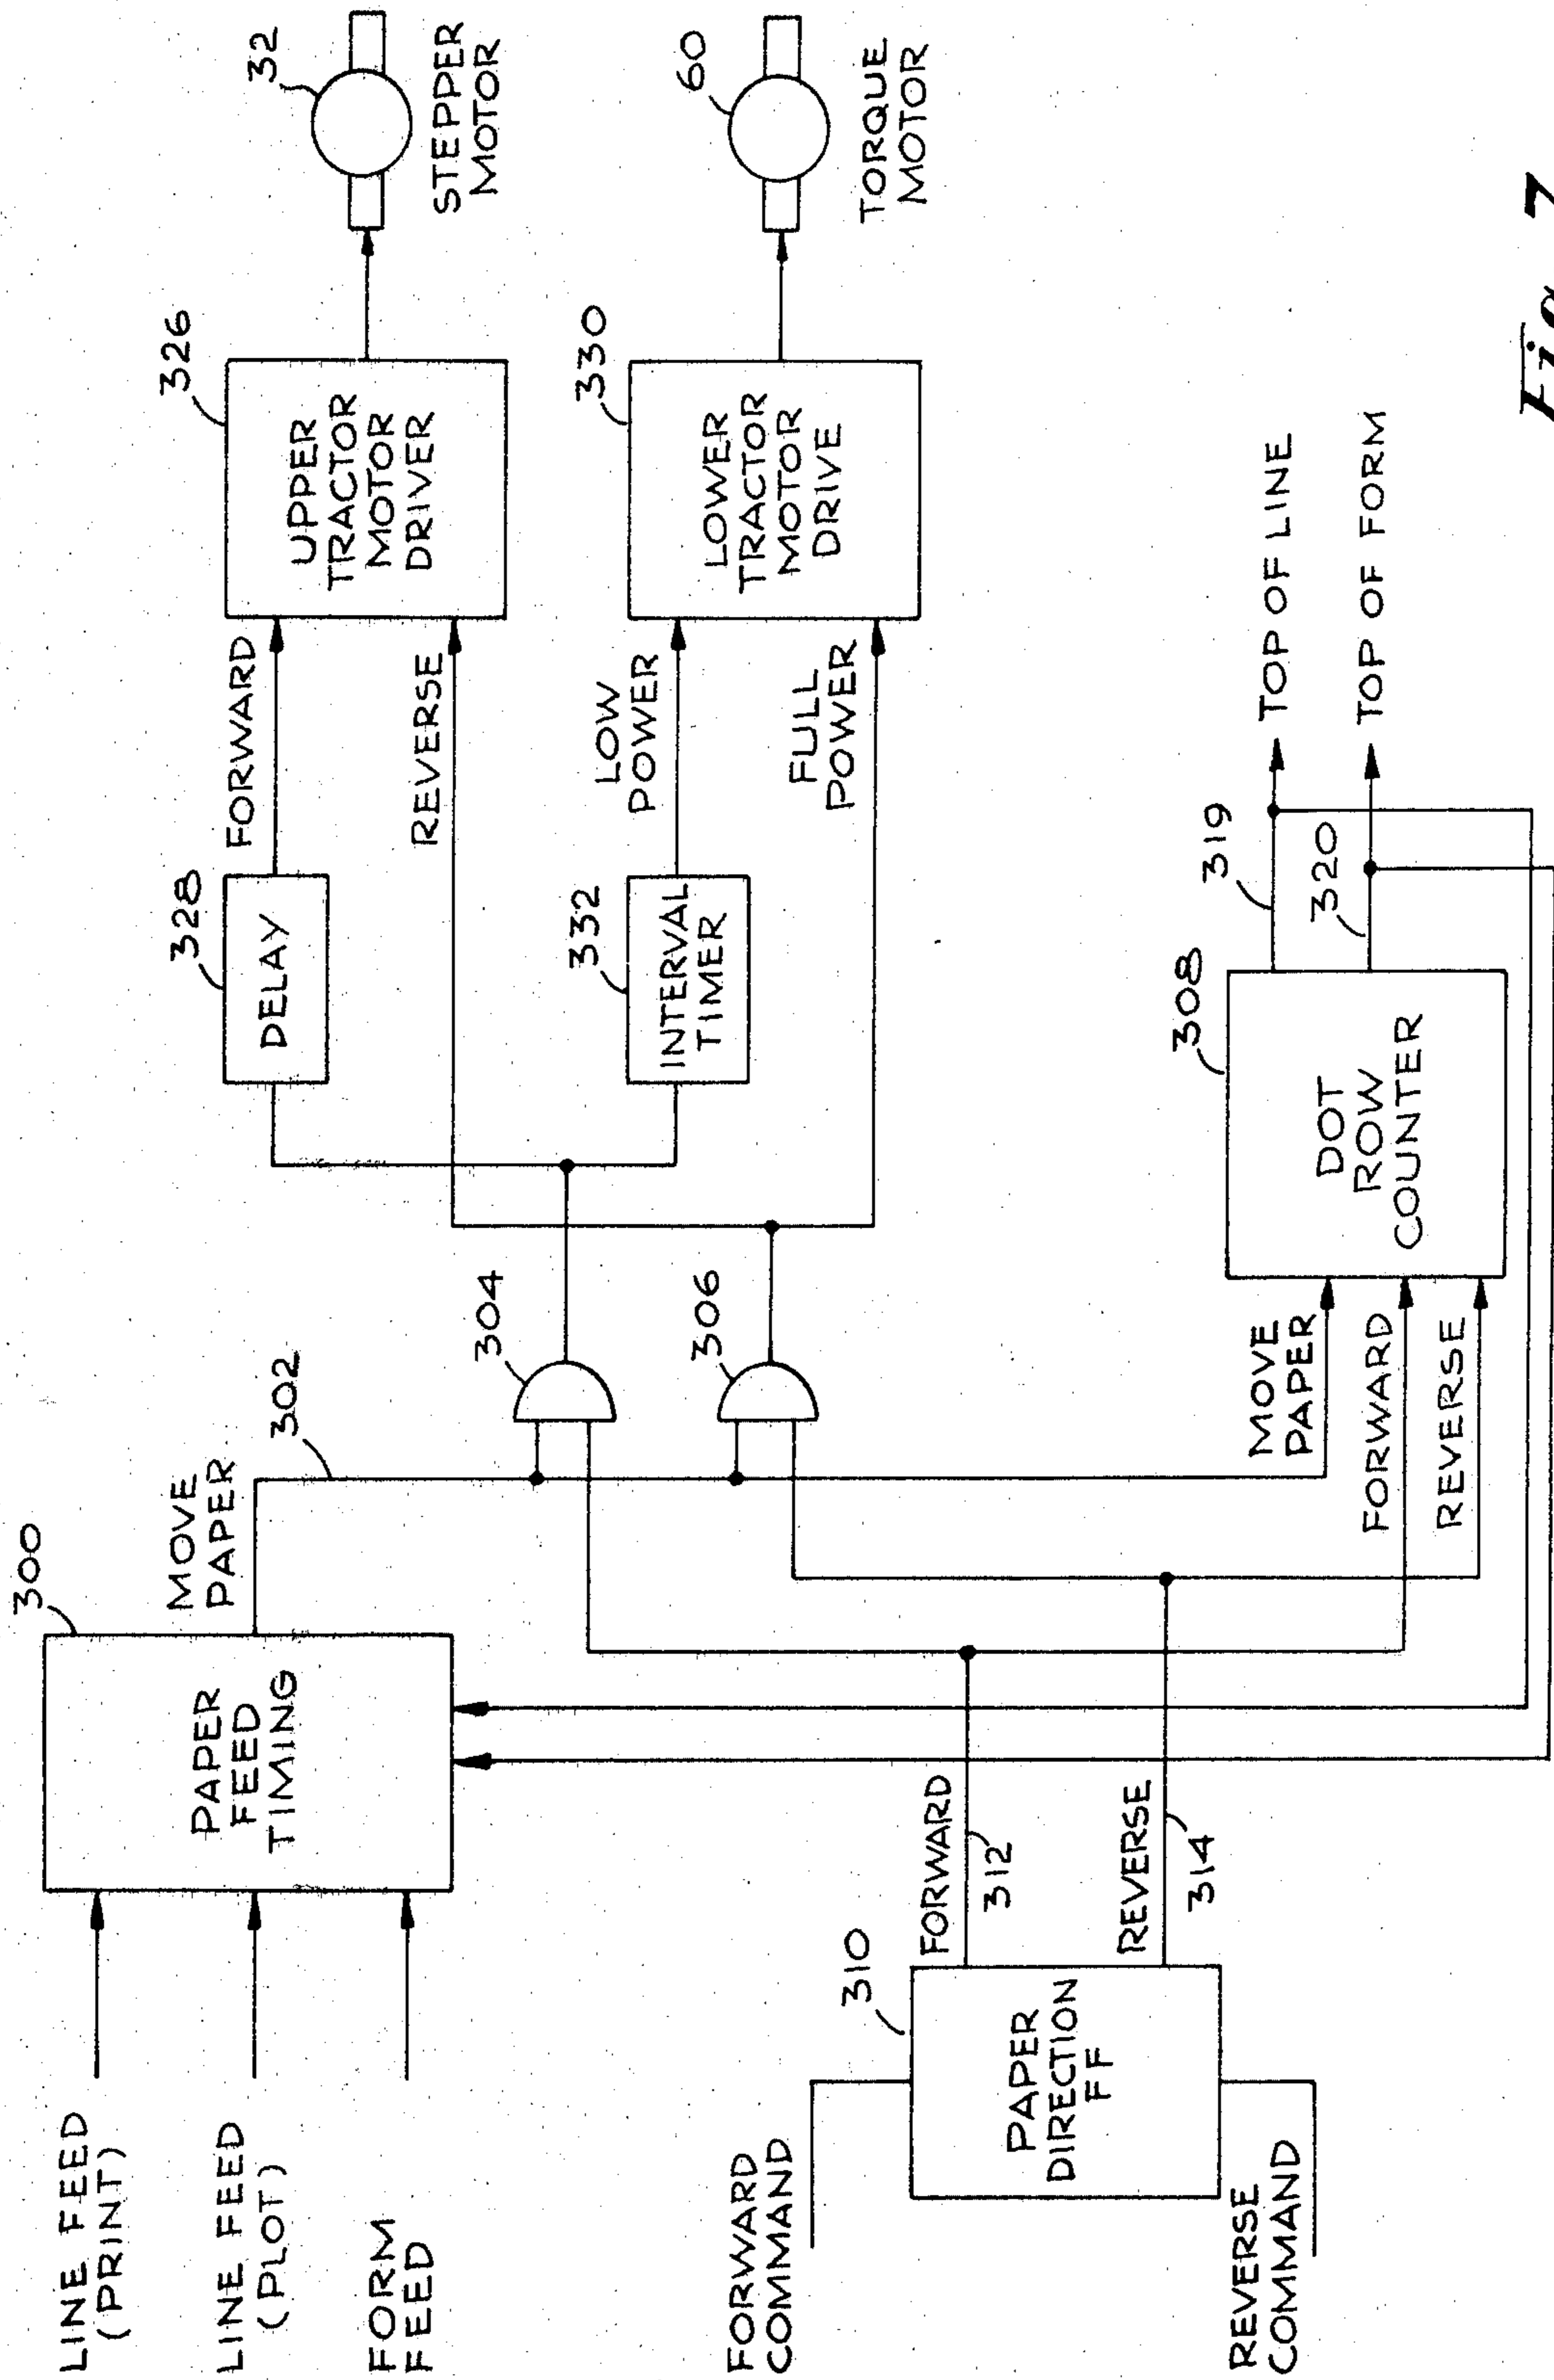 LINE FEED
(PRINT)
LINE FEED
(PLOT)
FORM
FEED
300
PAPER
FEED
TIMING
MOVE
PAPER
302
304
306
328
DELAY
FORWARD
REVERSE
326
UPPER
TRACTOR
MOTOR
DRIVER
32
STEPPER
MOTOR
332
INTERVAL
TIMER
LOW
POWER
FULL
POWER
330
LOWER
TRACTOR
MOTOR
DRIVE
60
TORQUE
MOTOR
FORWARD
COMMAND
REVERSE
COMMAND
310
PAPER
DIRECTION
FF
FORWARD
312
REVERSE
314
MOVE
PAPER
FORWARD
REVERSE
308
DOT
ROW
COUNTER
319
320
TOP OF LINE
TOP OF FORM
Fig. 7